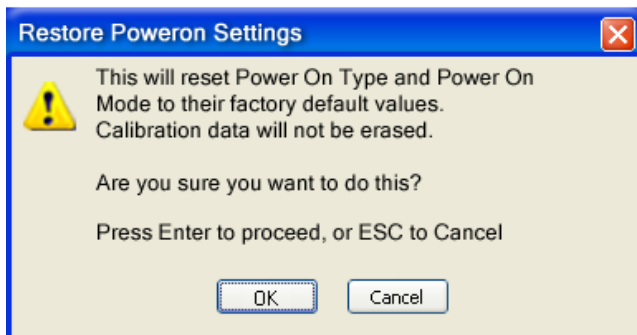 Restore Poweron Settings
This will reset Power On Type and Power On
Mode to their factory default values.
Calibration data will not be erased.
Are you sure you want to do this?
Press Enter to proceed, or ESC to Cancel
OK Cancel